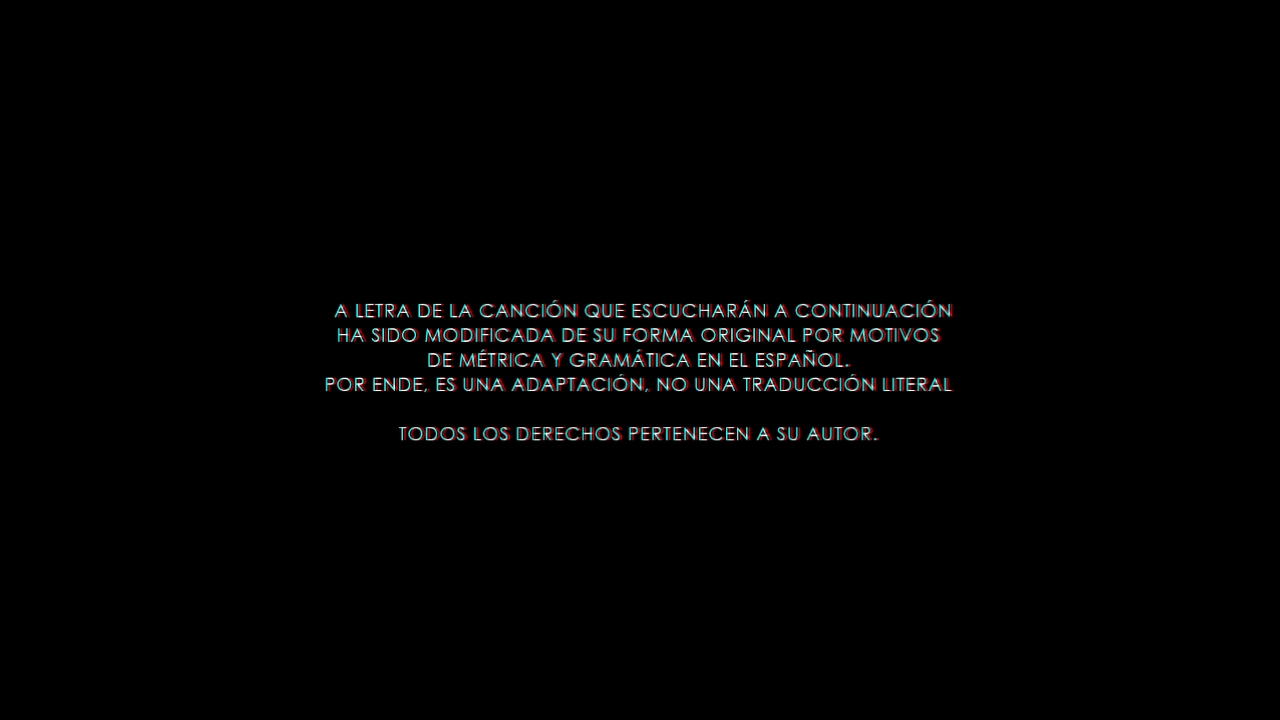 A LETRA DE LA CANCIÓN QUE ESCUCHARÁN A CONTINUACIÓN
HA SIDO MODIFICADA DE SU FORMA ORIGINAL POR MOTIVOS
DE MÉTRICA Y GRAMÁTICA EN EL ESPAÑOL.
POR ENDE, ES UNA ADAPTACIÓN, NO UNA TRADUCCIÓN LITERAL
TODOS LOS DERECHOS PERTENECEN A SU AUTOR.